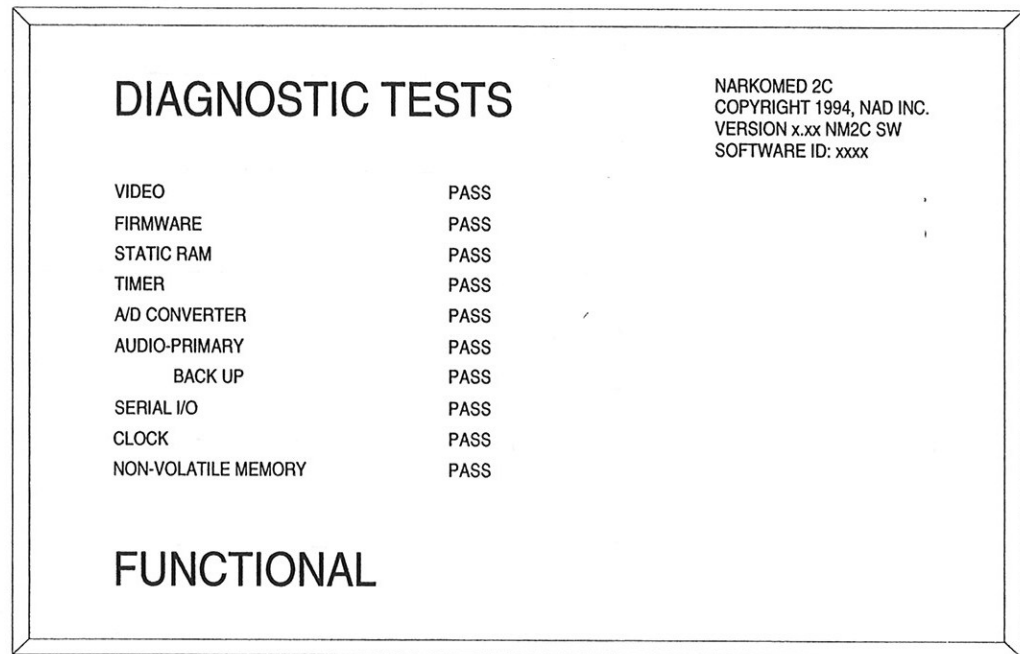 DIAGNOSTIC TESTS
NARKOMED 2C
COPYRIGHT 1994, NAD INC.
VERSION x.xx NM2C SW
SOFTWARE ID: xxxx
VIDEO PASS
FIRMWARE PASS
STATIC RAM PASS
TIMER PASS
A/D CONVERTER PASS
AUDIO-PRIMARY PASS
BACK UP PASS
SERIAL I/O PASS
CLOCK PASS
NON-VOLATILE MEMORY PASS
FUNCTIONAL